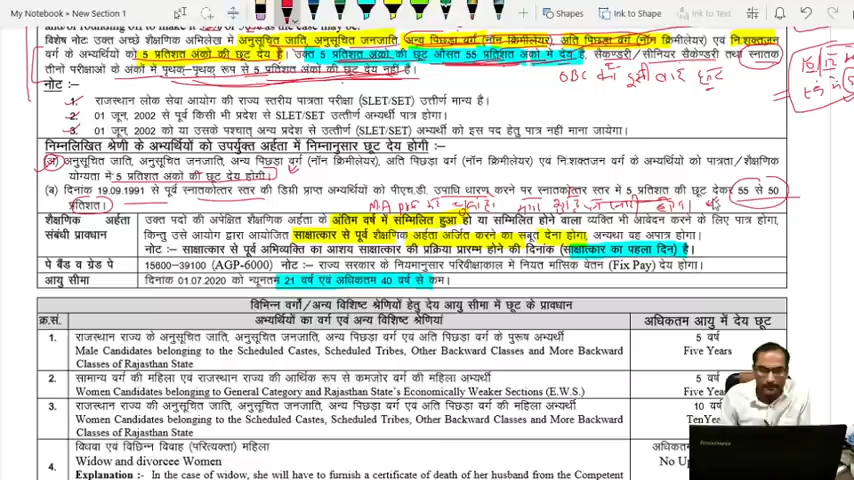 My Notebook » New Section 1
Shapes Ink to Shape Ink to Text
and rounding off to make it as the case may be.
विशेष नोट: उक्त अच्छे शैक्षणिक अभिलेख में अनुसूचित जाति, अनुसूचित जनजाति, अन्य पिछड़ा वर्ग (नॉन क्रिमीलेयर) अति पिछड़ा वर्ग (नॉन क्रिमीलेयर) एवं नि:शक्तजन
वर्ग के अभ्यर्थियों को 5 प्रतिशत अंकों की छूट देय है। उक्त 5 प्रतिशत अंकों की छूट औसत 55 प्रतिशत अंको में देय है, सेकण्डरी/सिनियर सैकेण्डरी तथा स्नातक
तीनों परीक्षाओं के अंकों में पृथक-पृथक रूप से 5 प्रतिशत अंकों की छूट देय नहीं है।
OBC
नोट :-
1. राजस्थान लोक सेवा आयोग की राज्य स्तरीय पात्रता परीक्षा (SLET/SET) उत्तीर्ण मान्य है।
2. 01 जून, 2002 से पूर्व किसी भी प्रदेश से SLET/SET उत्तीर्ण अभ्यर्थी पात्र होगा।
3. 01 जून, 2002 को या उसके पश्चात् अन्य प्रदेश से उत्तीर्ण (SLET/SET) अभ्यर्थी को इस पद हेतु पात्र नहीं माना जायेगा।
निम्नलिखित श्रेणी के अभ्यर्थियों को उपर्युक्त अर्हता में निम्नानुसार छूट देय होगी :-
(अ) अनुसूचित जाति, अनुसूचित जनजाति, अन्य पिछड़ा वर्ग (नॉन क्रिमीलेयर), अति पिछड़ा वर्ग (नॉन क्रिमीलेयर) एवं नि:शक्तजन वर्ग के अभ्यर्थियों को पात्रता/शैक्षणिक
योग्यता में 5 प्रतिशत अंकों की छूट देय होगी।
(ब) दिनांक 19.09.1991 से पूर्व स्नातकोत्तर स्तर की डिग्री प्राप्त अभ्यर्थियों को पीएच.डी. उपाधि धारण करने पर स्नातकोत्तर स्तर में 5 प्रतिशत की छूट देकर 55 से 50
प्रतिशत।
शैक्षणिक अर्हता संबंधी प्रावधान
उक्त पदों की अपेक्षित शैक्षणिक अर्हता के अंतिम वर्ष में सम्मिलित हुआ हो या सम्मिलित होने वाला व्यक्ति भी आवेदन करने के लिए पात्र होगा,
किन्तु उसे आयोग द्वारा आयोजित साक्षात्कार से पूर्व शैक्षणिक अर्हता अर्जित करने का सबूत देना होगा, अन्यथा वह अपात्र होगा।
नोट :- साक्षात्कार से पूर्व अभिव्यक्ति का आशय साक्षात्कार की प्रक्रिया प्रारम्भ होने की दिनांक (साक्षात्कार का पहला दिन) है।
पे बैंड व ग्रेड पे 15600–39100 (AGP-6000) नोट :- राज्य सरकार के नियमानुसार परिवीक्षाकाल में नियत मासिक वेतन (Fix Pay) देय होगा।
आयु सीमा दिनांक 01.07.2020 को न्यूनतम 21 वर्ष एवं अधिकतम 40 वर्ष से कम।
विभिन्न वर्गों/अन्य विशिष्ट श्रेणियों हेतु देय आयु सीमा में छूट के प्रावधान
क्र.सं. अभ्यर्थियों का वर्ग एवं अन्य विशिष्ट श्रेणियां अधिकतम आयु में देय छूट
1. राजस्थान राज्य के अनुसूचित जाति, अनुसूचित जनजाति, अन्य पिछड़ा वर्ग एवं अति पिछड़ा वर्ग के पुरूष अभ्यर्थी 5 वर्ष
Male Candidates belonging to the Scheduled Castes, Scheduled Tribes, Other Backward Classes and More Backward Five Years
Classes of Rajasthan State
2. सामान्य वर्ग की महिला एवं राजस्थान राज्य की आर्थिक रूप से कमजोर वर्ग की महिला अभ्यर्थी 5 वर्ष
Women Candidates belonging to General Category and Rajasthan State's Economically Weaker Sections (E.W.S.) Five
3. राजस्थान राज्य की अनुसूचित जाति, अनुसूचित जनजाति, अन्य पिछड़ा वर्ग एवं अति पिछड़ा वर्ग की महिला अभ्यर्थी 10 वर्ष
Women Candidates belonging to the Scheduled Castes, Scheduled Tribes, Other Backward Classes and More Backward Ten
Classes of Rajasthan State
4. विधवा एवं विछिन्न विवाह (परित्यक्ता) महिला
Widow and divorcee Women No
Explanation : In the case of widow, she will have to furnish a certificate of death of her husband from the Competent